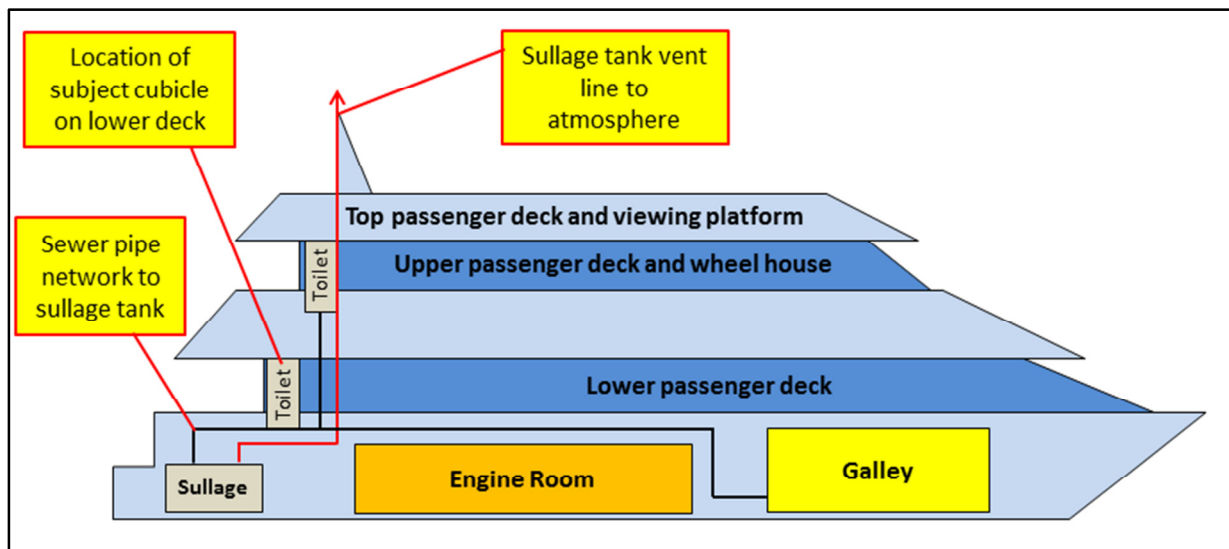 Location of
subject cubicle
on lower deck
Sullage tank vent
line to
atmosphere
Sewer pipe
network to
sullage tank
Top passenger deck and viewing platform
Toilet
Upper passenger deck and wheel house
Toilet
Lower passenger deck
Sullage
Engine Room
Galley